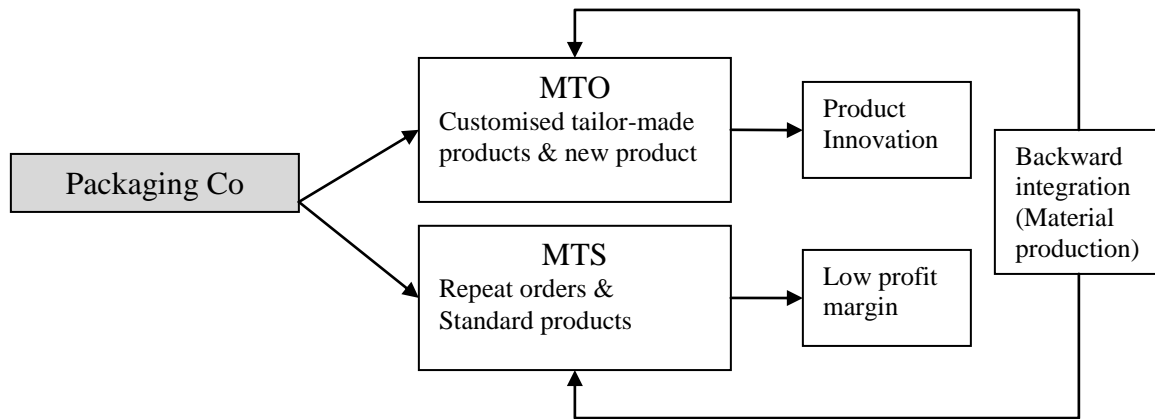 Packaging Co
MTO
Customised tailor-made
products & new product
Product
Innovation
MTS
Repeat orders &
Standard products
Low profit
margin
Backward
integration
(Material
production)